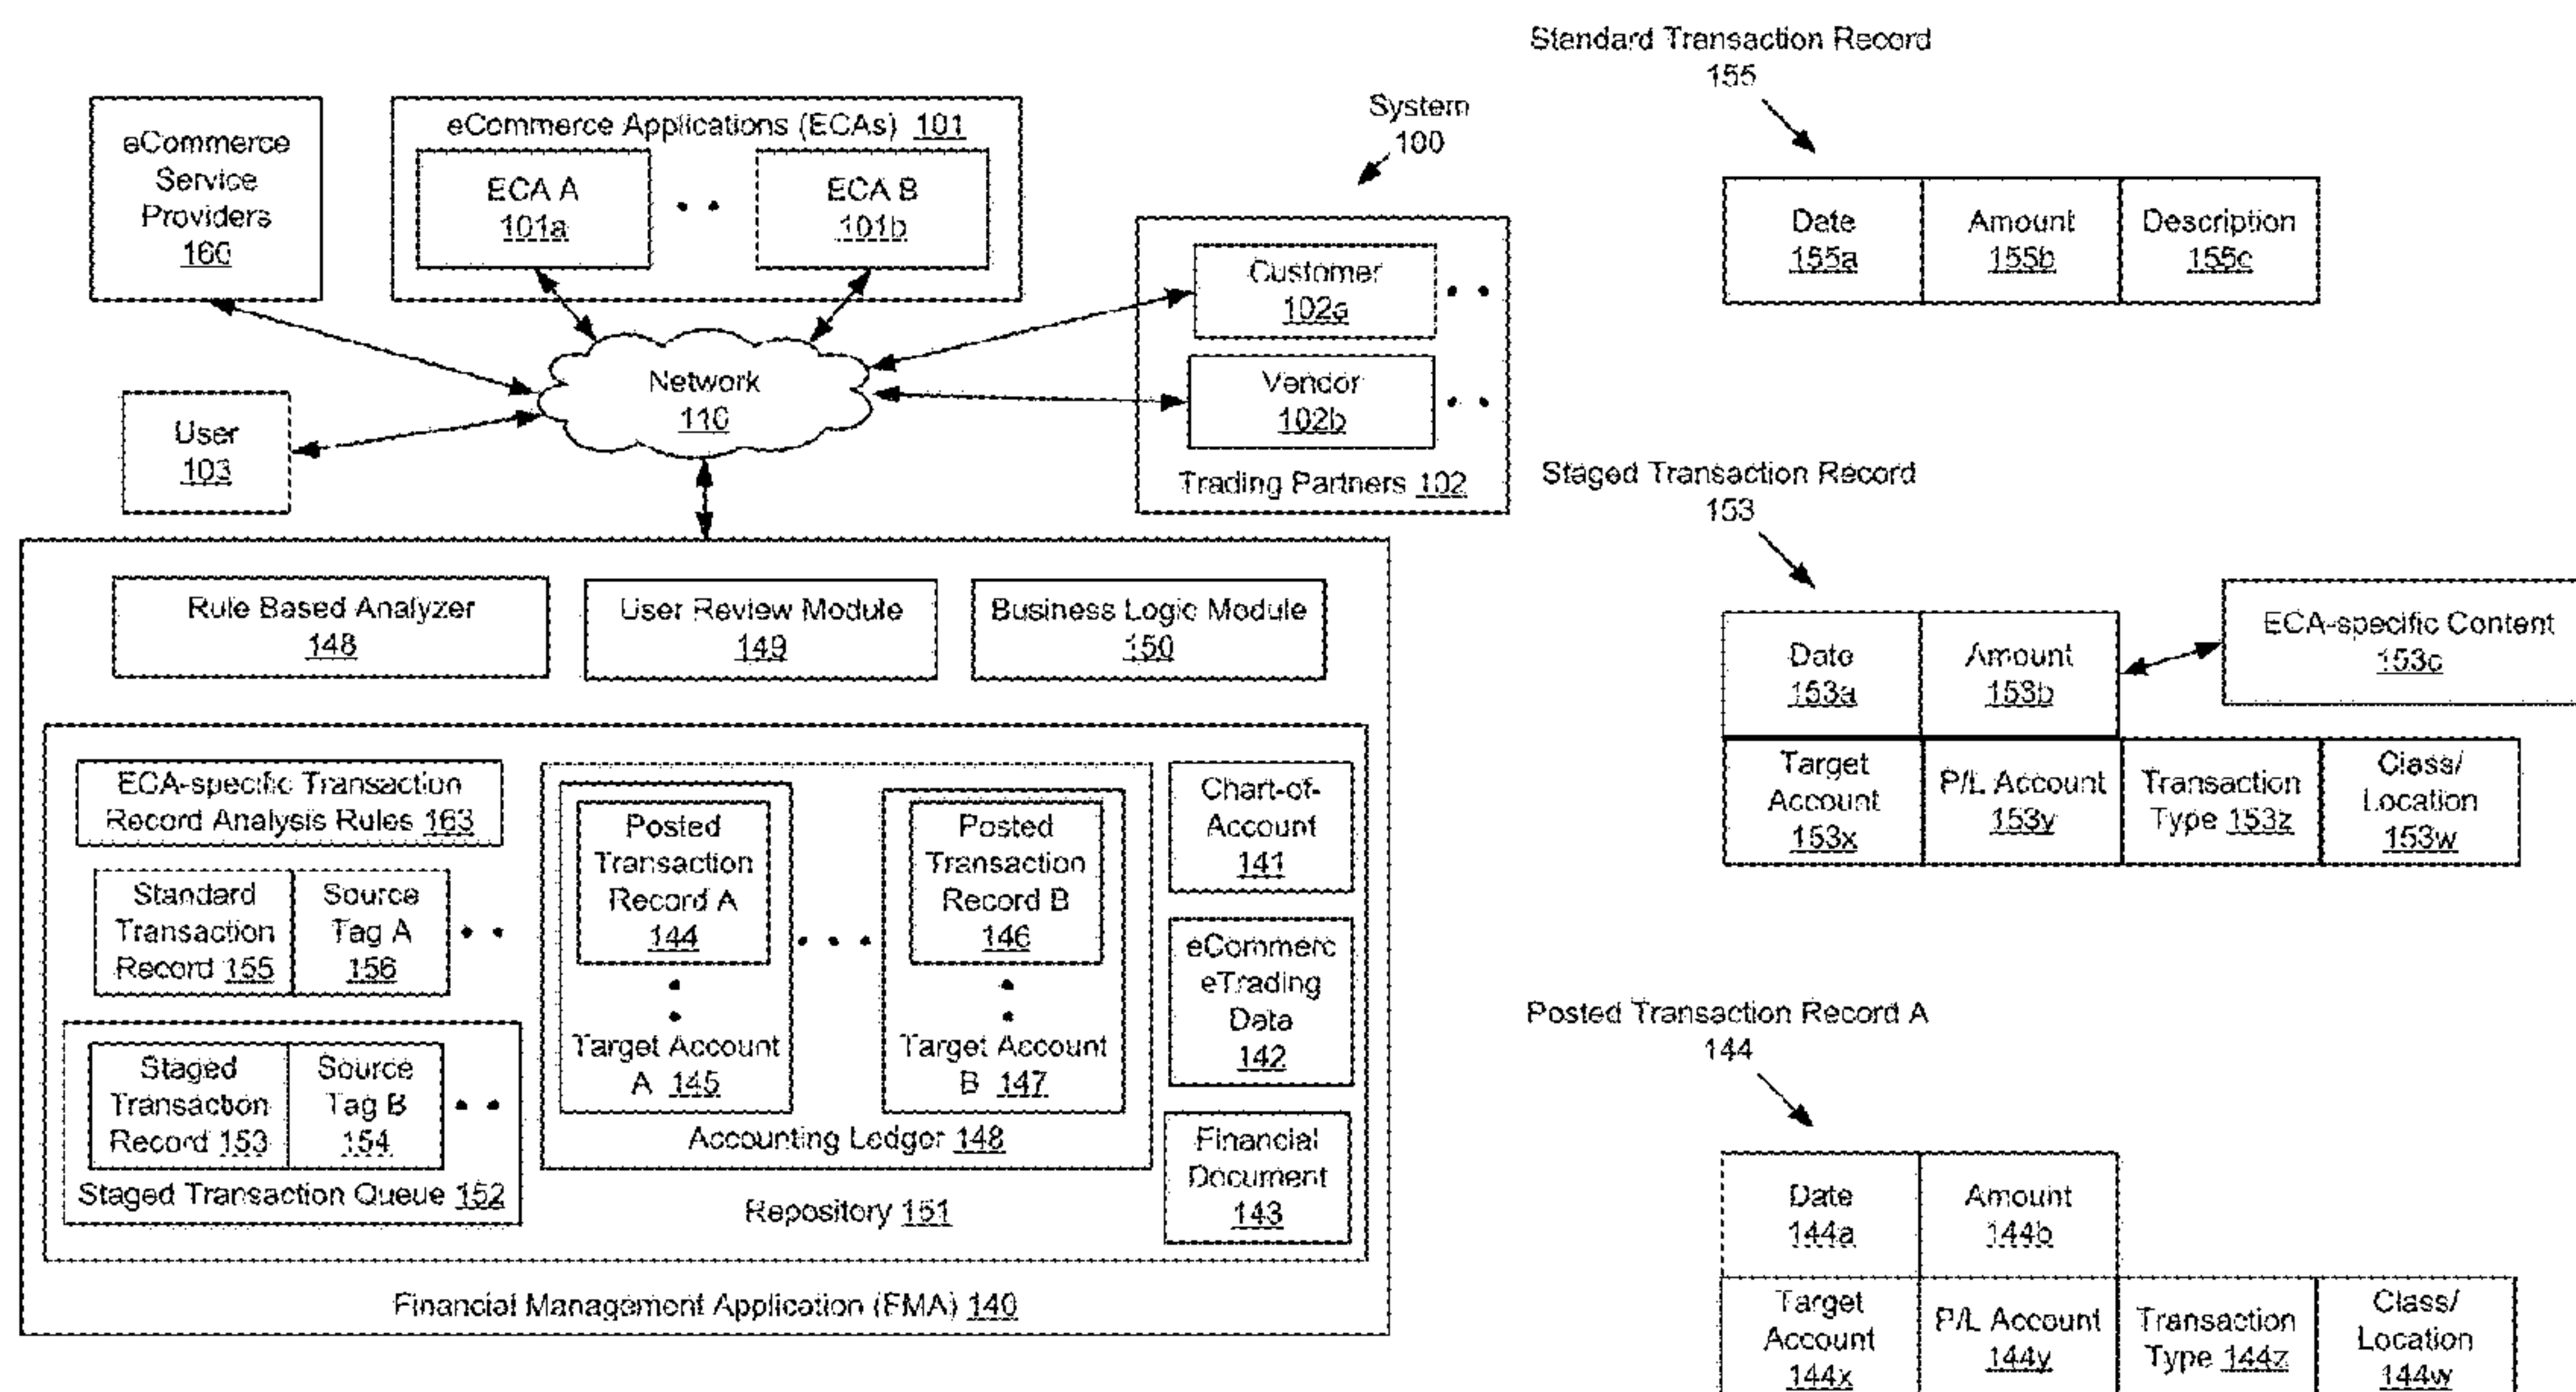 eCommerce
Service
Providers
160
eCommerce Applications (ECAs) 101
ECA A
101a
ECA B
101b
System
100
Customer
102a
Vendor
102b
Trading Partners 102
Network
110
User
103
Rule Based Analyzer
148
User Review Module
149
Business Logic Module
150
ECA-specific Transaction
Record Analysis Rules 163
Standard
Transaction
Record 155
Source
Tag A
156
Staged
Transaction
Record 153
Source
Tag B
154
Staged Transaction Queue 152
Posted
Transaction
Record A
144
Target Account
A 145
Posted
Transaction
Record B
146
Target Account
B 147
Accounting Ledger 148
Chart-of-
Account
141
eCommerc
eTrading
Data
142
Financial
Document
143
Repository 151
Financial Management Application (FMA) 140
Standard Transaction Record
155
Date
155a
Amount
155b
Description
155c
Staged Transaction Record
153
Date
153a
Amount
153b
ECA-specific Content
153c
Target
Account
153x
P/L Account
153y
Transaction
Type 153z
Class/
Location
153w
Posted Transaction Record A
144
Date
144a
Amount
144b
Target
Account
144x
P/L Account
144y
Transaction
Type 144z
Class/
Location
144w